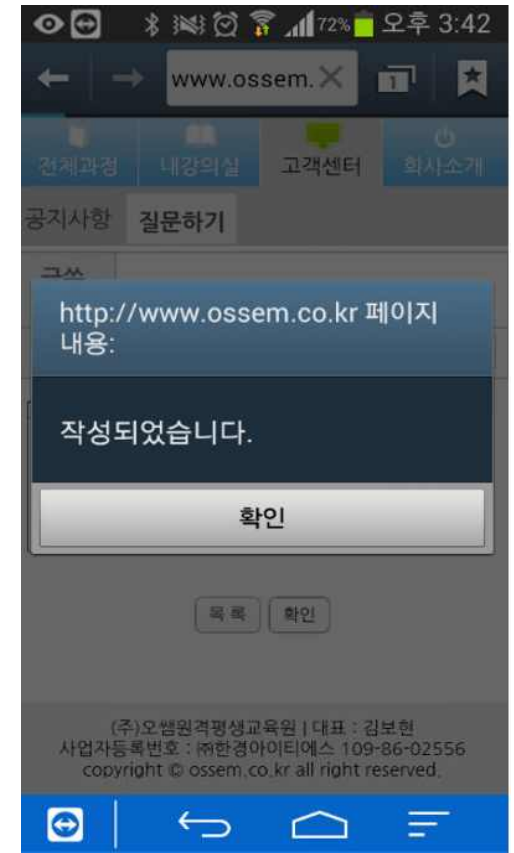 72% 오후 3:42
www.ossem.
1
전체과정 내강의실 고객센터 회사소개
공지사항 질문하기
글쓴
http://www.ossem.co.kr 페이지
내용:
작성되었습니다.
확인
목록 확인
(주)오쌤원격평생교육원 | 대표 : 김보현
사업자등록번호 : ㈜한경아이티에스 109-86-02556
copyright © ossem.co.kr all right reserved.